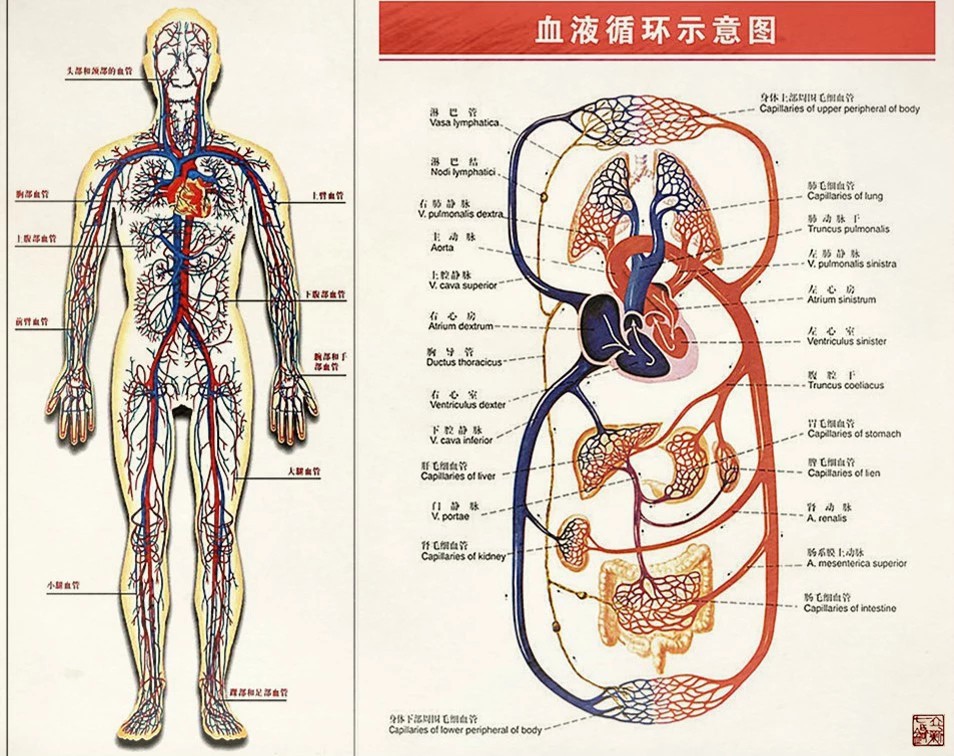 头部和颈部的血管
胸部血管
上臂血管
上腹部血管
下腹部血管
前臂血管
腕部和手
部血管
大腿血管
小腿血管
踝部和足部血管
血液循环示意图
淋巴管
Vasa lymphatica
淋巴结
Nodi lymphatici
右肺静脉
V. pulmonalis dextra
主动脉
Aorta
上腔静脉
V. cava superior
右心房
Atrium dextrum
胸导管
Ductus thoracicus
右心室
Ventriculus dexter
下腔静脉
V. cava inferior
肝毛细血管
Capillaries of liver
门静脉
V. portae
肾毛细血管
Capillaries of kidney
身体下部周围毛细血管
Capillaries of lower peripheral of body
身体上部周围毛细血管
Capillaries of upper peripheral of body
肺毛细血管
Capillaries of lung
肺动脉干
Truncus pulmonalis
左肺静脉
V. pulmonalis sinistra
左心房
Atrium sinistrum
左心室
Ventriculus sinister
腹腔干
Truncus coeliacus
胃毛细血管
Capillaries of stomach
脾毛细血管
Capillaries of lien
肾动脉
A. renalis
肠系膜上动脉
A. mesenterica superior
肠毛细血管
Capillaries of intestine